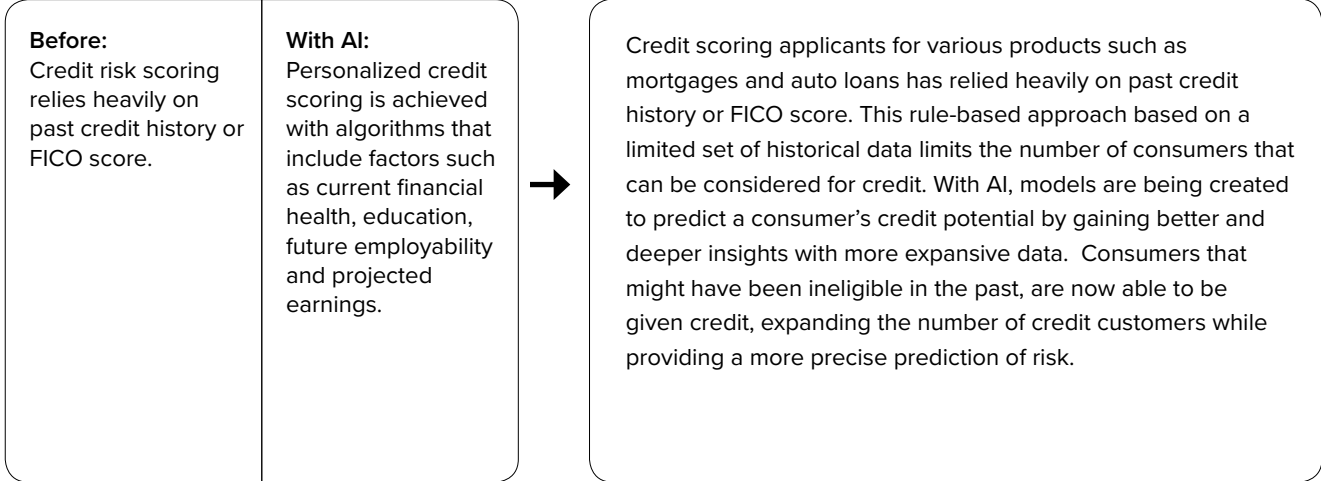 Before:
Credit risk scoring
relies heavily on
past credit history or
FICO score.
With AI:
Personalized credit
scoring is achieved
with algorithms that
include factors such
as current financial
health, education,
future employability
and projected
earnings.
Credit scoring applicants for various products such as
mortgages and auto loans has relied heavily on past credit
history or FICO score. This rule-based approach based on a
limited set of historical data limits the number of consumers that
can be considered for credit. With AI, models are being created
to predict a consumer’s credit potential by gaining better and
deeper insights with more expansive data.  Consumers that
might have been ineligible in the past, are now able to be
given credit, expanding the number of credit customers while
providing a more precise prediction of risk.